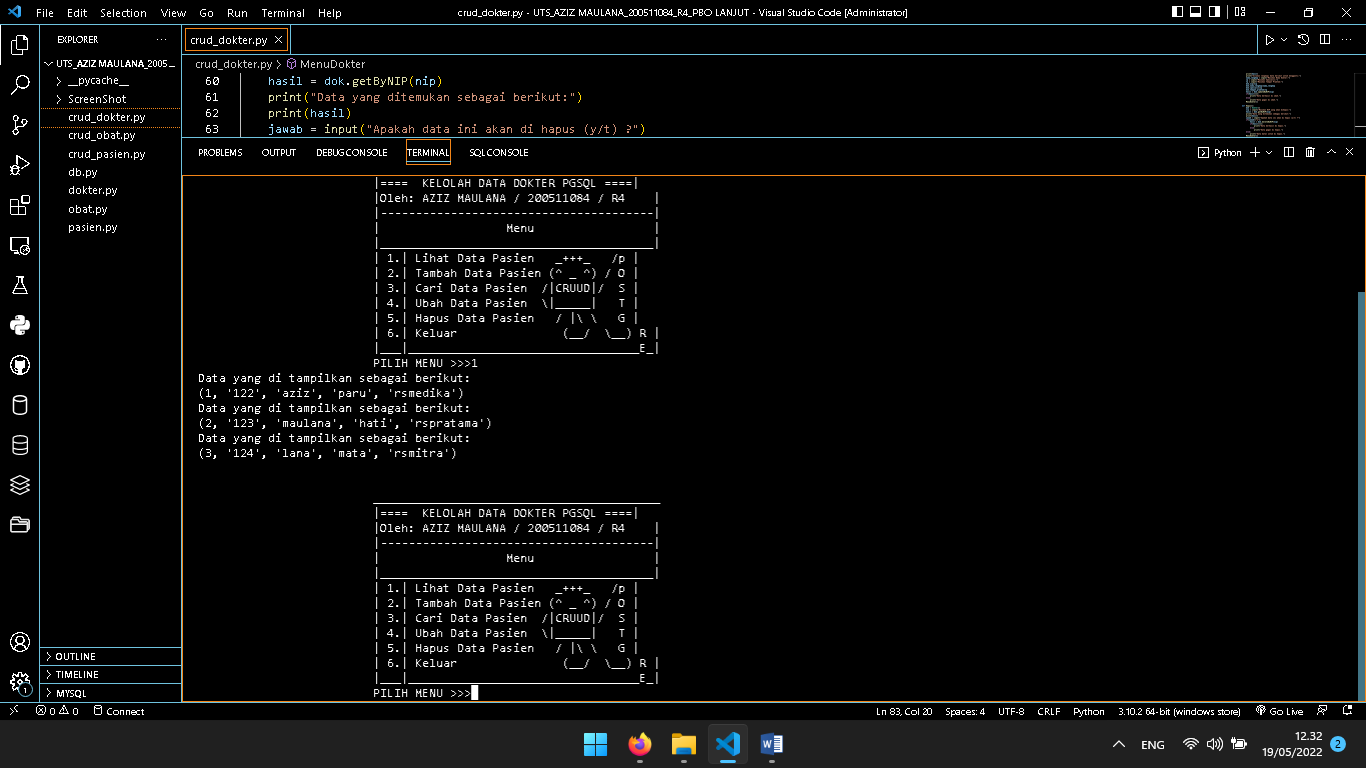 File Edit Selection View Go Run Terminal Help
crud_dokter.py - UTS_AZIZ MAULANA_200511084_R4_PBO LANJUT - Visual Studio Code [Administrator]
EXPLORER
UTS_AZIZ MAULANA_2005...
__pycache__
ScreenShot
crud_dokter.py
crud_obat.py
crud_pasien.py
db.py
dokter.py
obat.py
pasien.py
OUTLINE
TIMELINE
MYSQL
crud_dokter.py
crud_dokter.py > MenuDokter
60 hasil = dok.getByNIP(nip)
61 print("Data yang ditemukan sebagai berikut:")
62 print(hasil)
63 jawab = input("Apakah data ini akan di hapus (y/t) ?")
PROBLEMS OUTPUT DEBUG CONSOLE TERMINAL SQL CONSOLE
Python
|====  KELOLAH DATA DOKTER PGSQL ====|
|Oleh: AZIZ MAULANA / 200511084 / R4    |
|---------------------------------------|
|                  Menu                 |
|_______________________________________|
| 1.| Lihat Data Pasien   _+++_   /p |
| 2.| Tambah Data Pasien (^ _ ^) / O |
| 3.| Cari Data Pasien  /|CRUUD|/  S |
| 4.| Ubah Data Pasien  \|_____|   T |
| 5.| Hapus Data Pasien   / |\ \   G |
| 6.| Keluar               (__/  \__) R |
|___|_________________________________E_|
PILIH MENU >>>1
Data yang di tampilkan sebagai berikut:
(1, '122', 'aziz', 'paru', 'rsmedika')
Data yang di tampilkan sebagai berikut:
(2, '123', 'maulana', 'hati', 'rspratama')
Data yang di tampilkan sebagai berikut:
(3, '124', 'lana', 'mata', 'rsmitra')
_________________________________________
|====  KELOLAH DATA DOKTER PGSQL ====|
|Oleh: AZIZ MAULANA / 200511084 / R4    |
|---------------------------------------|
|                  Menu                 |
|_______________________________________|
| 1.| Lihat Data Pasien   _+++_   /p |
| 2.| Tambah Data Pasien (^ _ ^) / O |
| 3.| Cari Data Pasien  /|CRUUD|/  S |
| 4.| Ubah Data Pasien  \|_____|   T |
| 5.| Hapus Data Pasien   / |\ \   G |
| 6.| Keluar               (__/  \__) R |
|___|_________________________________E_|
PILIH MENU >>>
1
0 0 Connect
Ln 83, Col 20 Spaces: 4 UTF-8 CRLF Python 3.10.2 64-bit (windows store) Go Live
ENG
12.32
19/05/2022
2